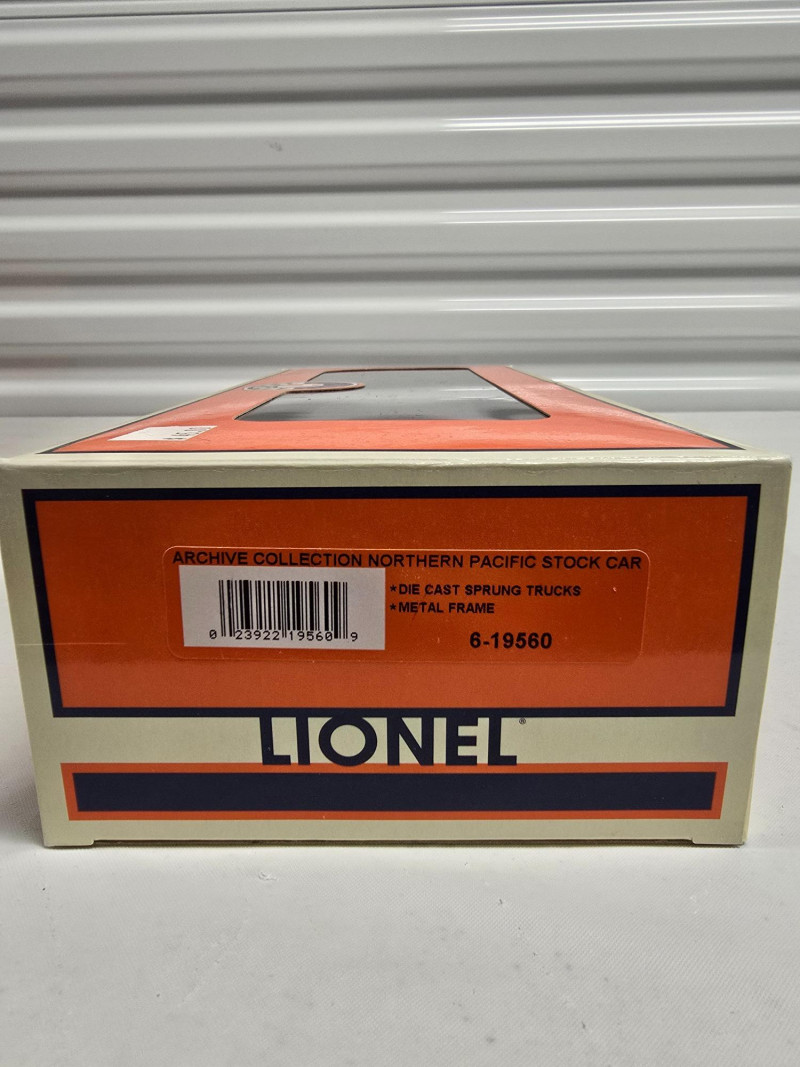 ARCHIVE COLLECTION NORTHERN PACIFIC STOCK CAR
*DIE CAST SPRUNG TRUCKS
*METAL FRAME
0 23922 19560 9
6-19560
LIONEL®